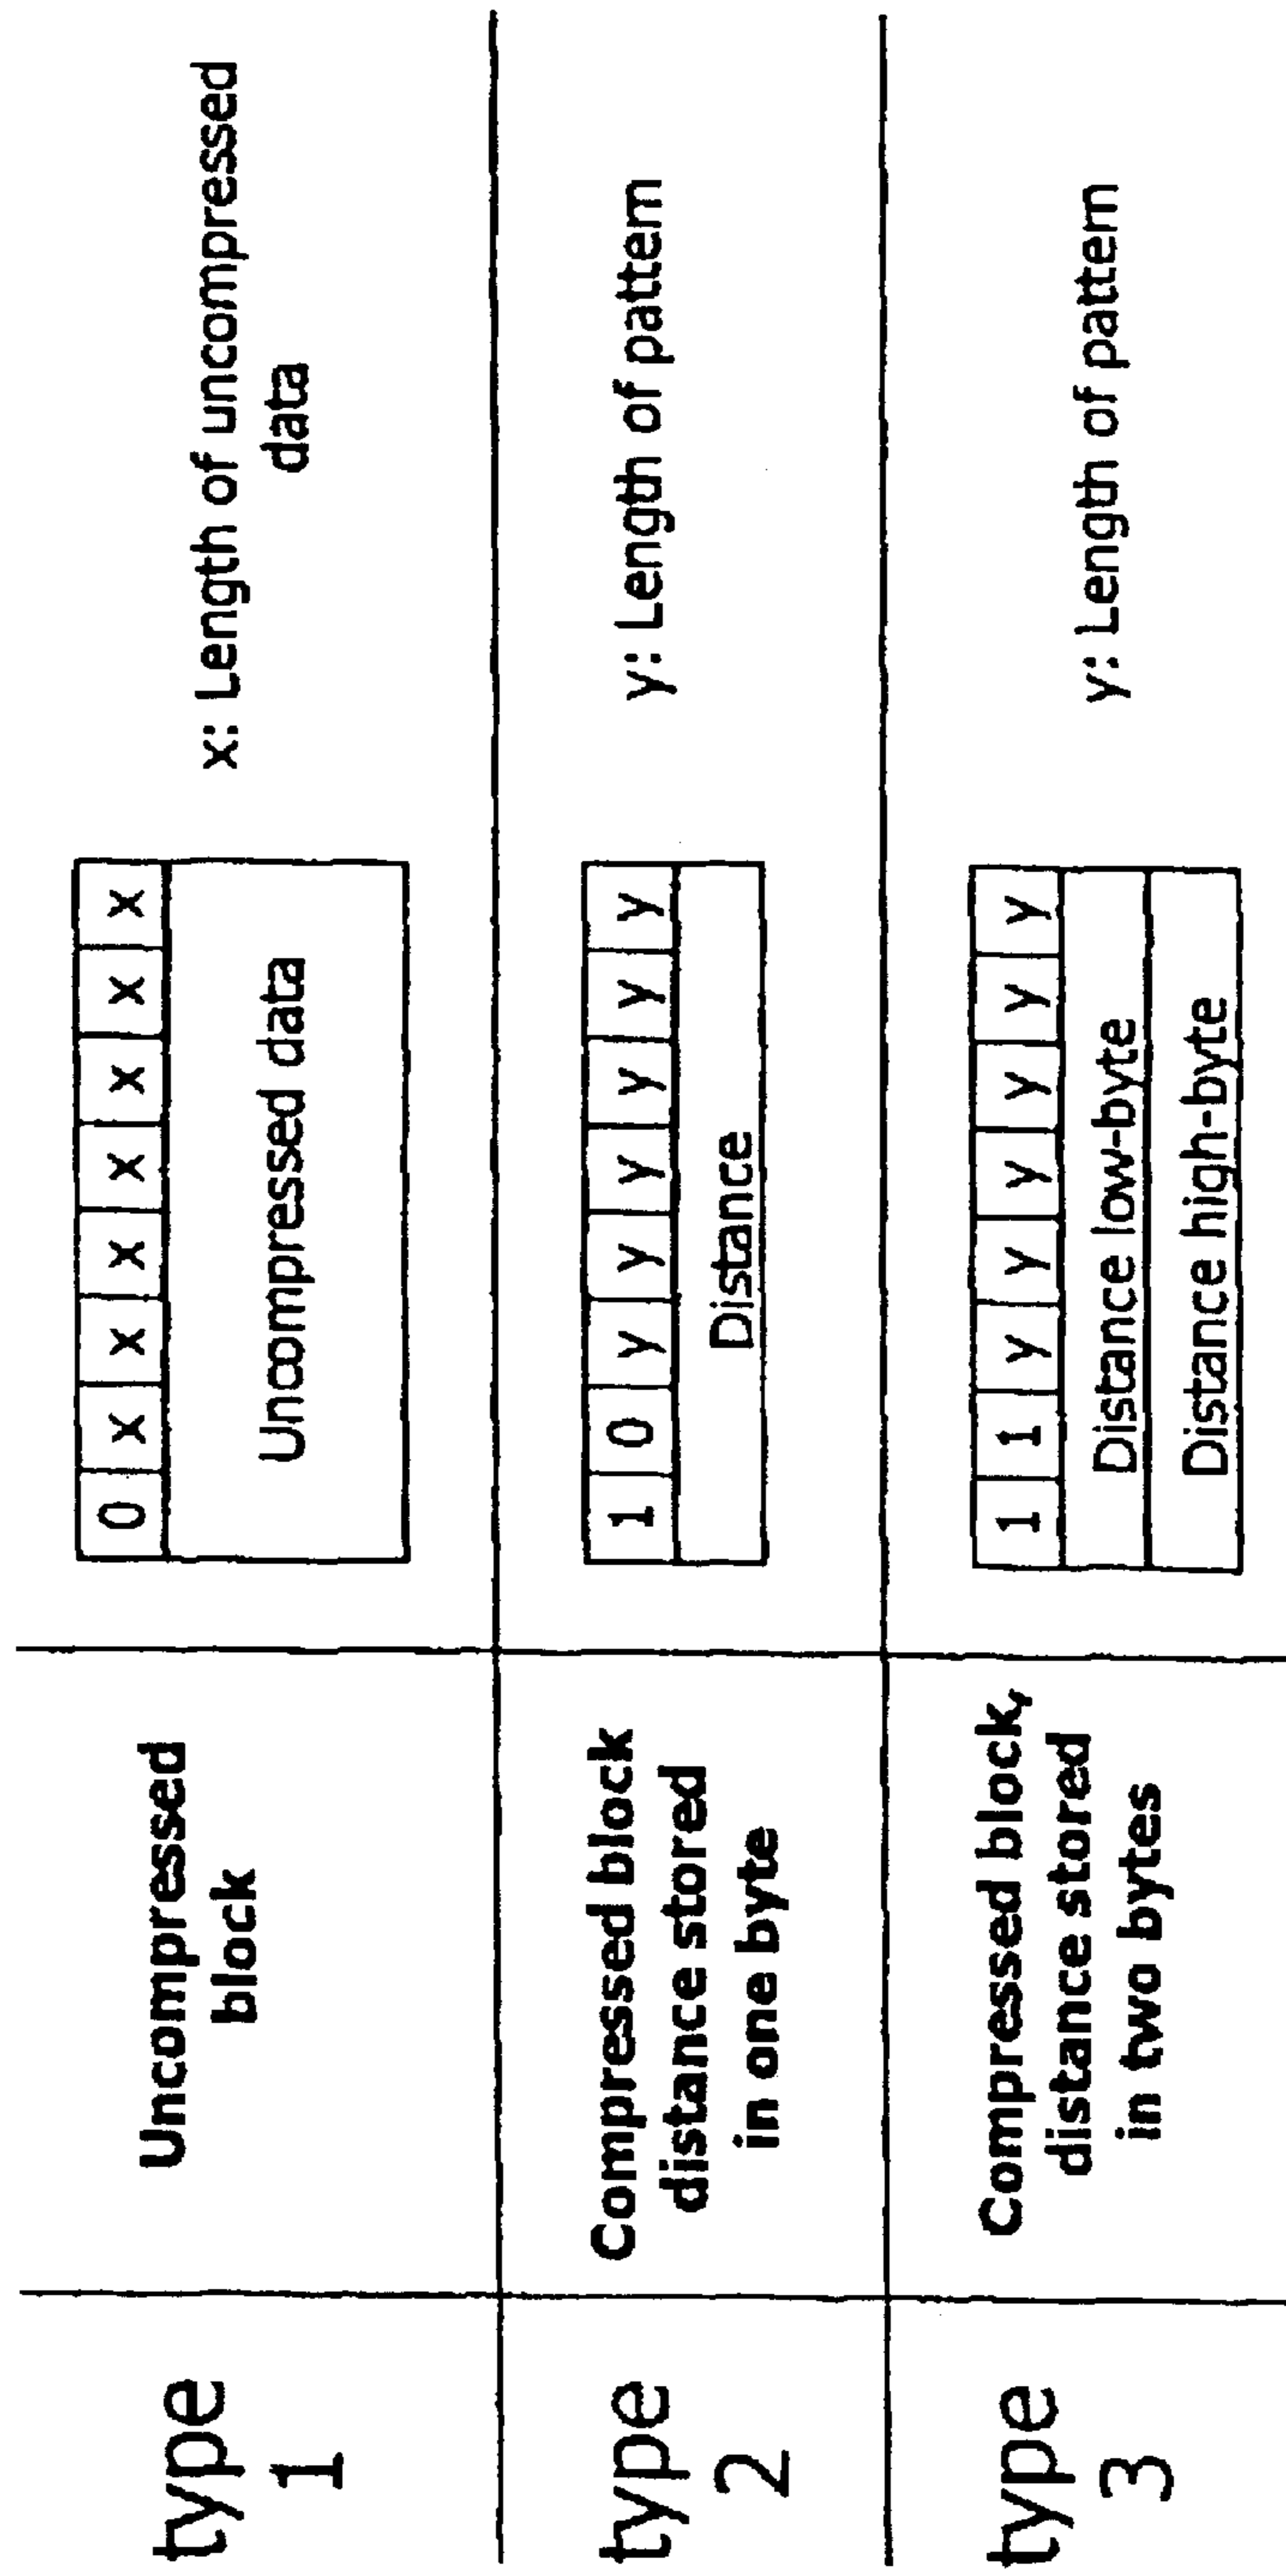 type
1
Uncompressed
block
0 x x x x x x x
Uncompressed data
x: Length of uncompressed
data
type
2
Compressed block
distance stored
in one byte
1 0 y y y y y y
Distance
y: Length of pattern
type
3
Compressed block,
distance stored
in two bytes
1 1 y y y y y y
Distance low-byte
Distance high-byte
y: Length of pattern